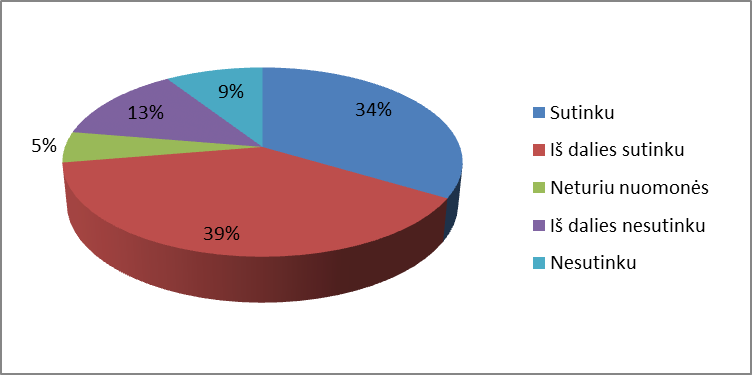 9%
13%
34%
5%
39%
Sutinku
Iš dalies sutinku
Neturiu nuomonės
Iš dalies nesutinku
Nesutinku